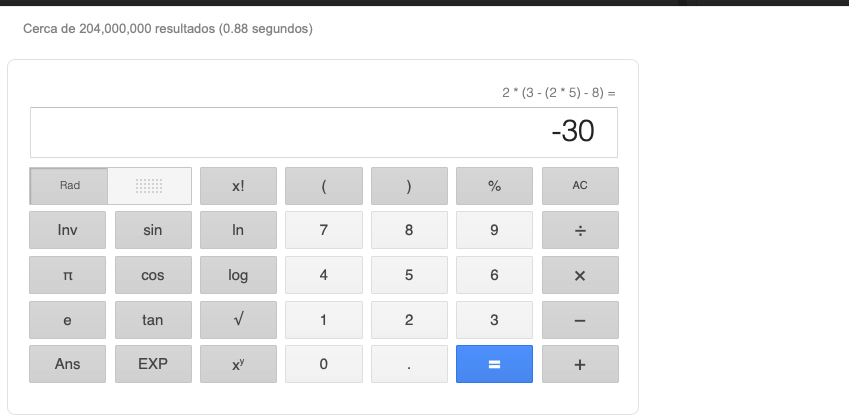 Cerca de 204,000,000 resultados (0.88 segundos)
2 * (3 - (2 * 5) - 8) =
-30
Rad x! ( ) % AC
Inv sin ln 7 8 9 ÷
π cos log 4 5 6 ×
e tan √ 1 2 3 −
Ans EXP xʸ 0 . = +